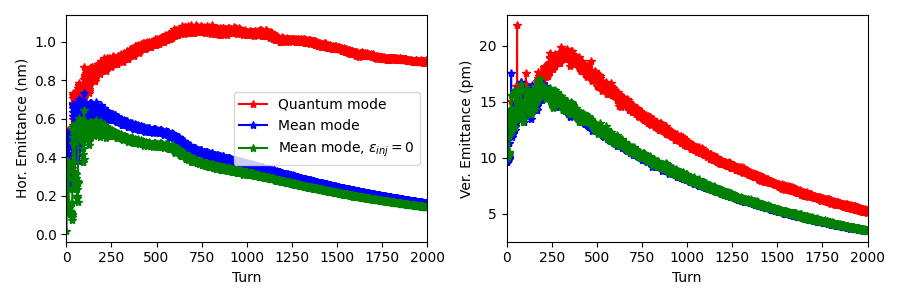 Hor. Emittance (nm)
1.0
0.8
0.6
0.4
0.2
0.0
0 250 500 750 1000 1250 1500 1750 2000
Turn
Quantum mode
Mean mode
Mean mode, εinj = 0
Ver. Emittance (pm)
20
15
10
5
0 250 500 750 1000 1250 1500 1750 2000
Turn